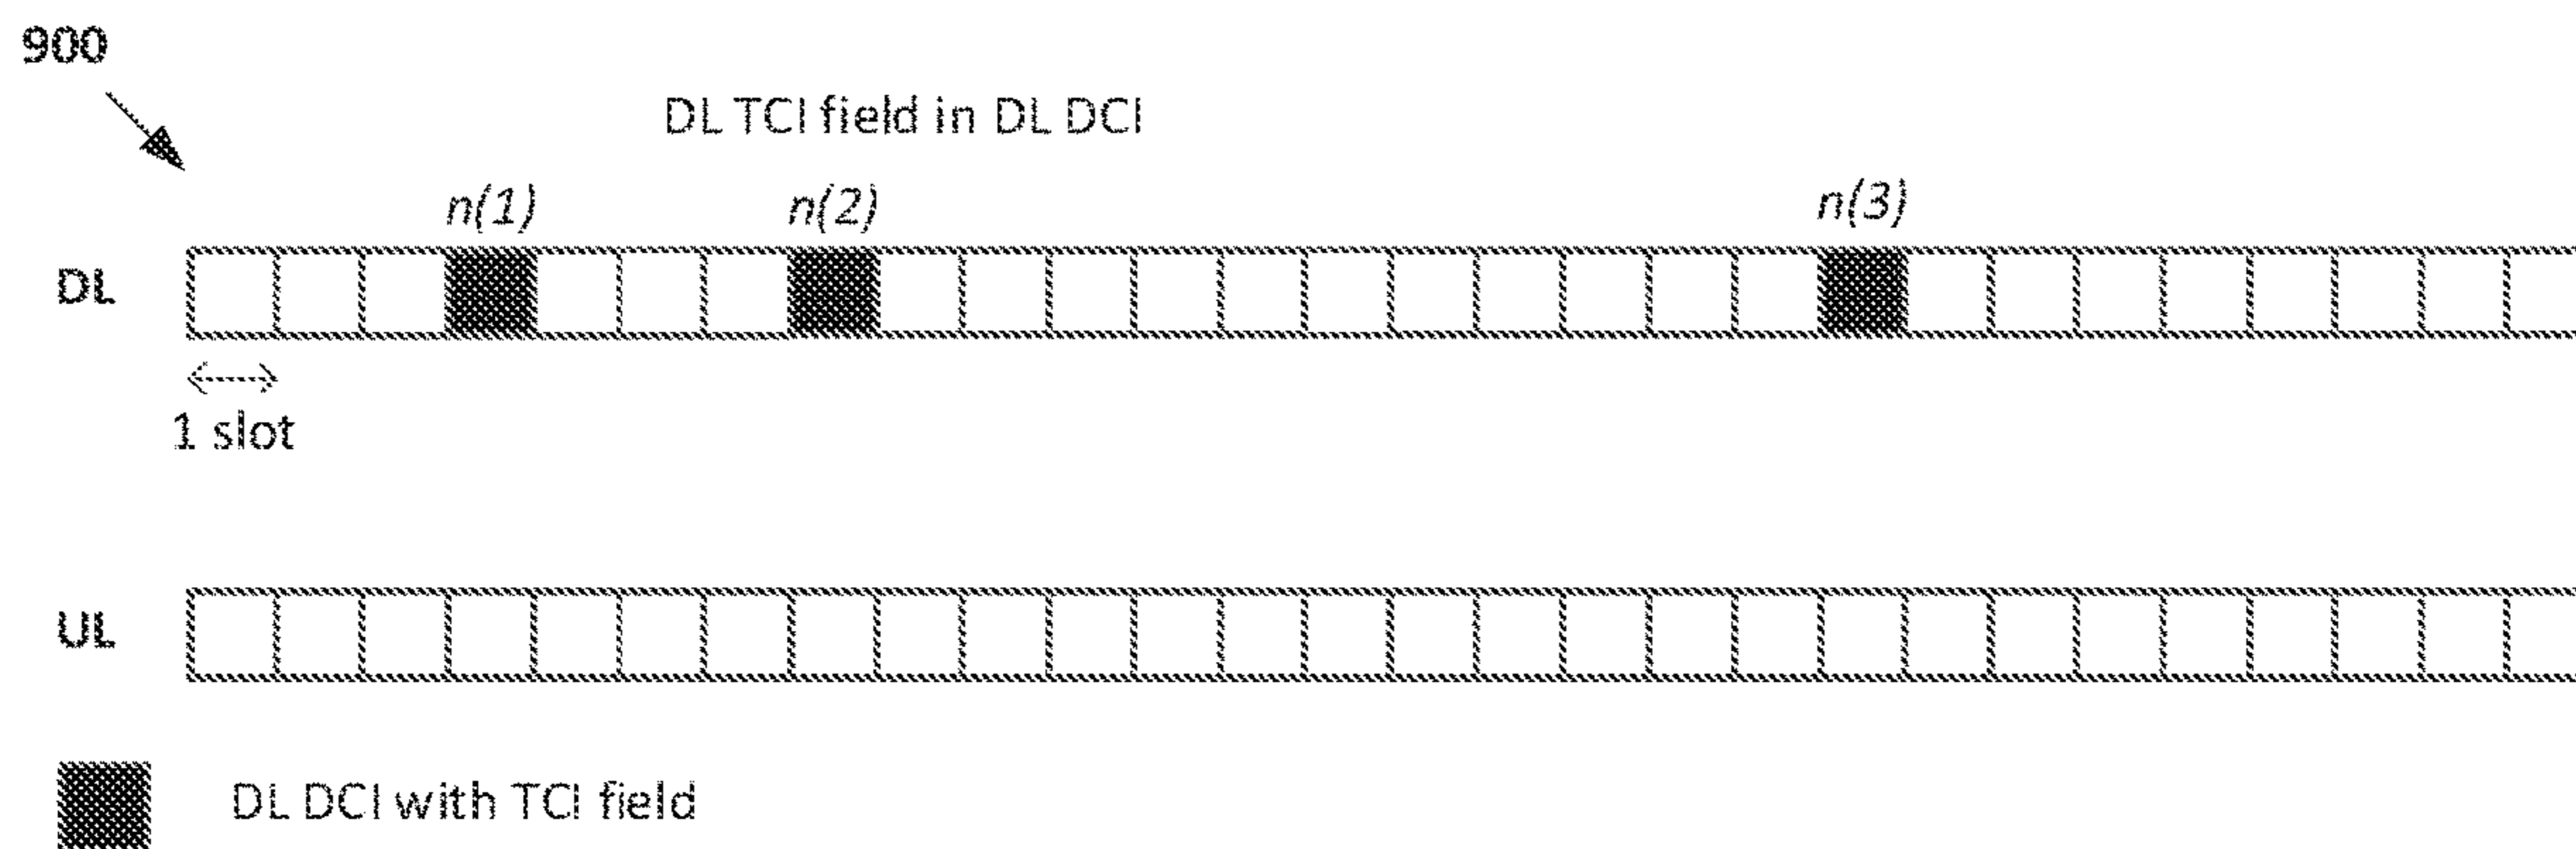 900
DL TCI field in DL DCI
n(1) n(2) n(3)
DL
1 slot
UL
DL DCI with TCI field